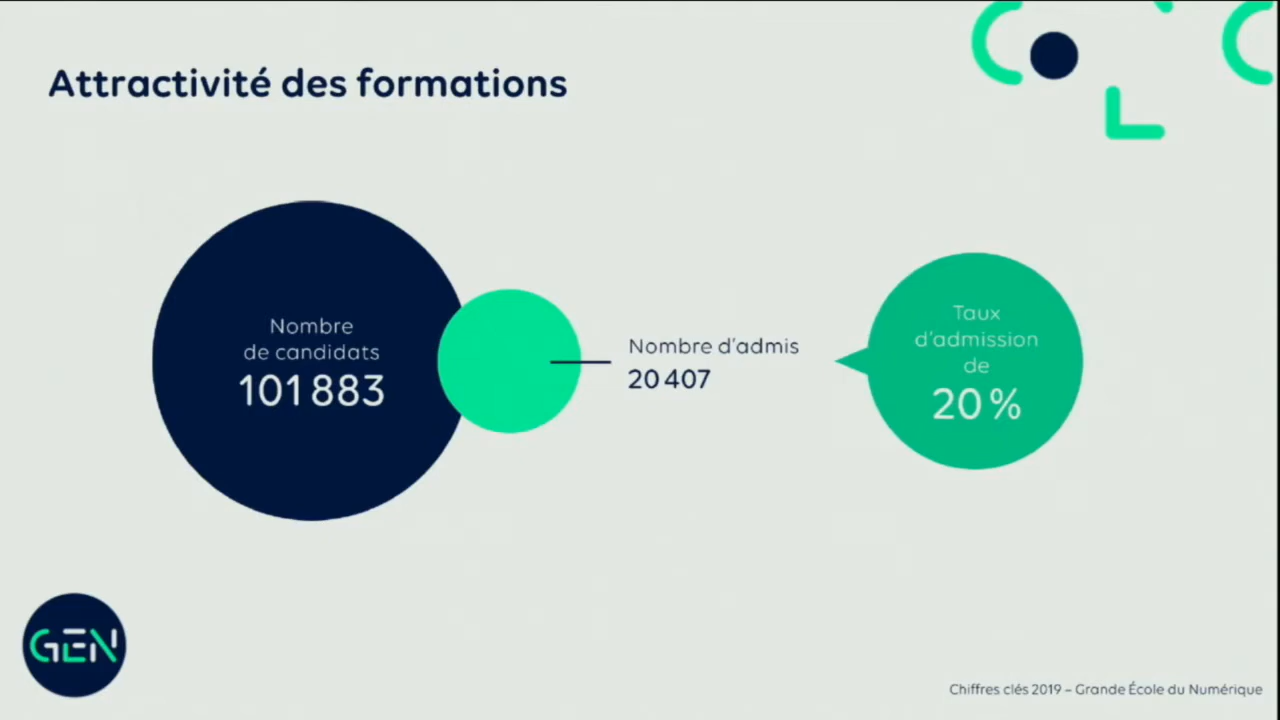 Attractivité des formations
Nombre
de candidats
101 883
Nombre d'admis
20 407
Taux
d'admission
de
20 %
GEN
Chiffres clés 2019 – Grande École du Numérique